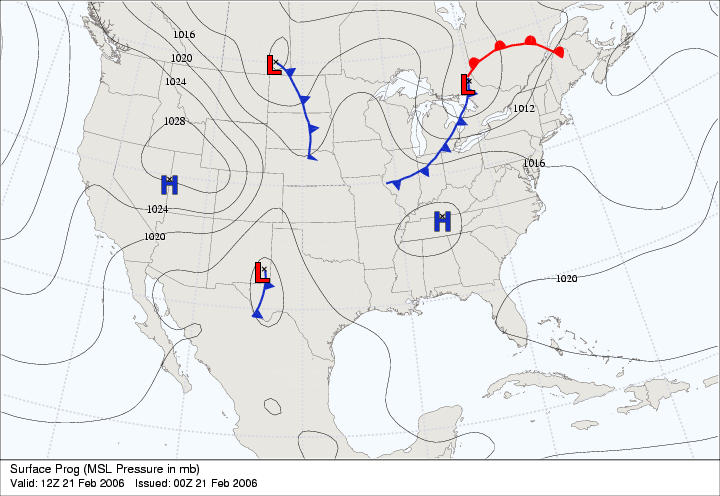 1016
1020
L
L
1024
1012
1028
1016
H
1024
H
1020
L
1020
Surface Prog (MSL Pressure in mb)
Valid: 12Z 21 Feb 2006 Issued: 00Z 21 Feb 2006